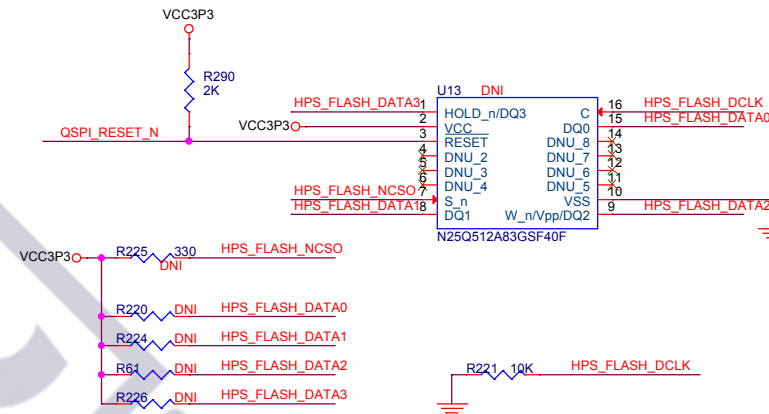 VCC3P3
R290
2K
QSPI_RESET_N
VCC3P3
U13 DNI
HPS_FLASH_DATA3 1 HOLD_n/DQ3 C 16 HPS_FLASH_DCLK
2 VCC DQ0 15 HPS_FLASH_DATA0
3 RESET DNU_8 14
4 DNU_2 DNU_7 13
5 DNU_3 DNU_6 12
6 DNU_4 DNU_5 11
HPS_FLASH_NCSO 7 S_n VSS 10
HPS_FLASH_DATA1 8 DQ1 W_n/Vpp/DQ2 9 HPS_FLASH_DATA2
N25Q512A83GSF40F
VCC3P3
R225 330 HPS_FLASH_NCSO
DNI
R220 DNI HPS_FLASH_DATA0
R224 DNI HPS_FLASH_DATA1
R61 DNI HPS_FLASH_DATA2
R226 DNI HPS_FLASH_DATA3
R221 10K HPS_FLASH_DCLK